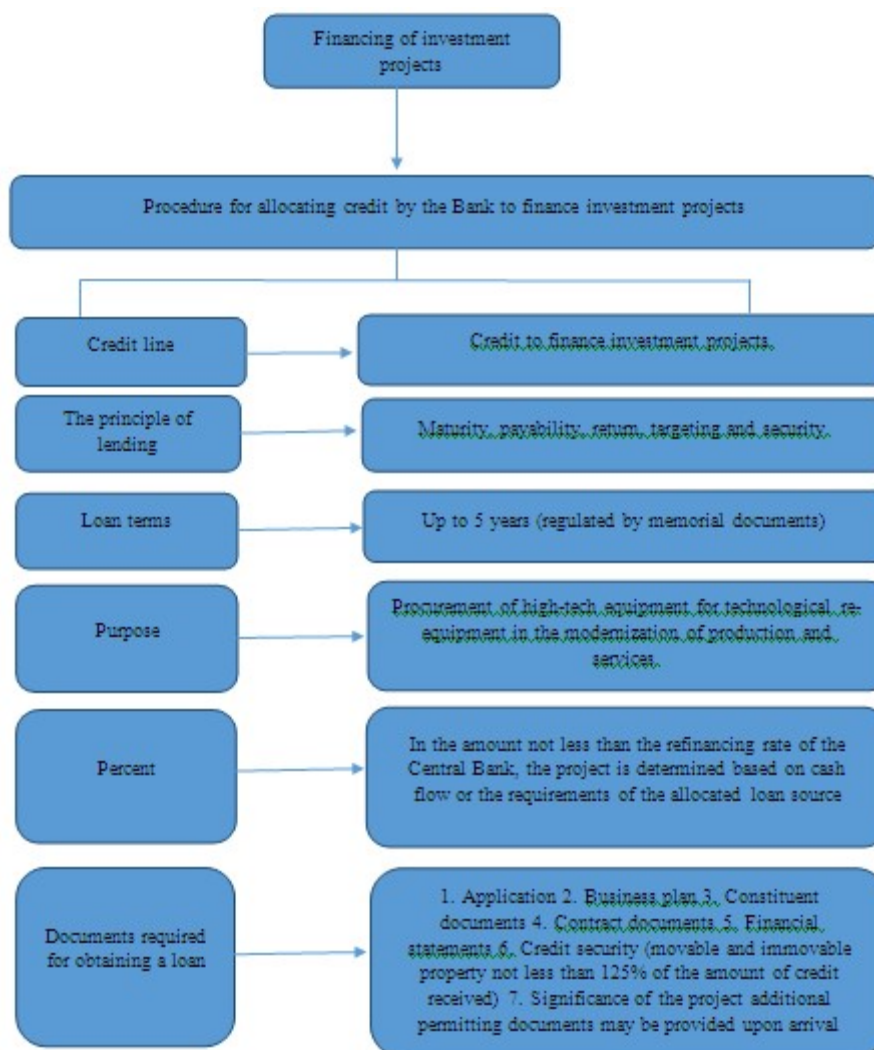 Financing of investment
projects
Procedure for allocating credit by the Bank to finance investment projects
Credit line
Credit to finance investment projects.
The principle of
lending
Maturity, payability, return, targeting and security
Loan terms
Up to 5 years (regulated by memorial documents)
Purpose
Procurement of high-tech equipment for technological re-
equipment in the modernization of production and
services.
Percent
In the amount not less than the refinancing rate of the
Central Bank, the project is determined based on cash
flow or the requirements of the allocated loan source
Documents required
for obtaining a loan
1. Application 2. Business plan 3. Constituent
documents 4. Contract documents 5. Financial
statements 6. Credit security (movable and immovable
property not less than 125% of the amount of credit
received) 7. Significance of the project additional
permitting documents may be provided upon arrival